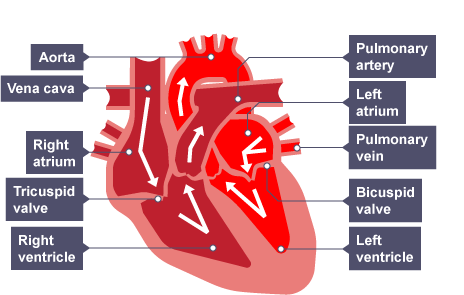 Aorta
Vena cava
Right
atrium
Tricuspid
valve
Right
ventricle
Pulmonary
artery
Left
atrium
Pulmonary
vein
Bicuspid
valve
Left
ventricle